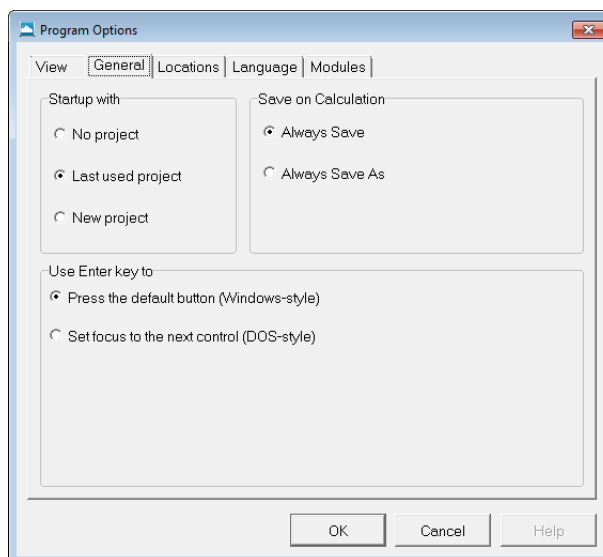 Program Options
View General Locations Language Modules
Startup with
No project
Last used project
New project
Save on Calculation
Always Save
Always Save As
Use Enter key to
Press the default button (Windows-style)
Set focus to the next control (DOS-style)
OK Cancel Help